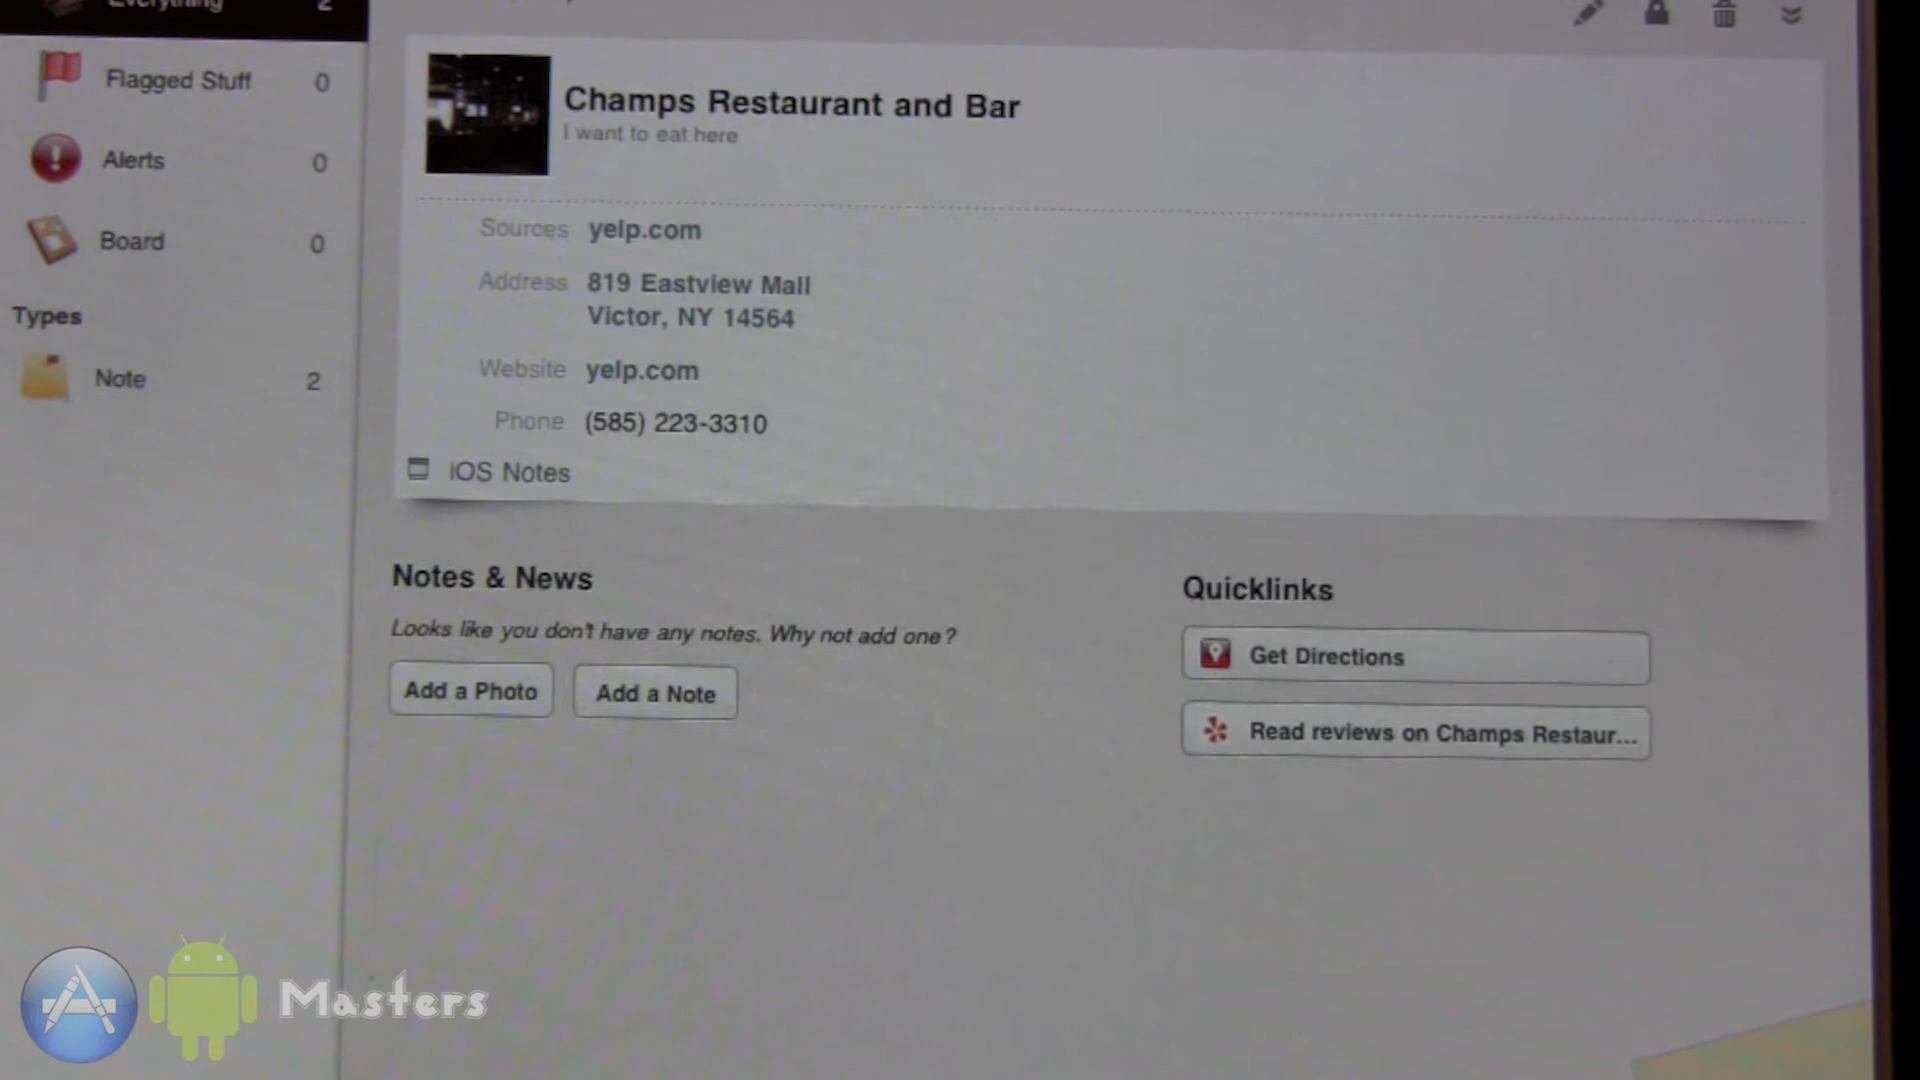 Everything 2
Flagged Stuff 0
Alerts 0
Board 0
Types
Note 2
Champs Restaurant and Bar
I want to eat here
Sources yelp.com
Address 819 Eastview Mall
Victor, NY 14564
Website yelp.com
Phone (585) 223-3310
iOS Notes
Notes & News
Looks like you don't have any notes. Why not add one?
Add a Photo Add a Note
Quicklinks
Get Directions
Read reviews on Champs Restaur...
Masters